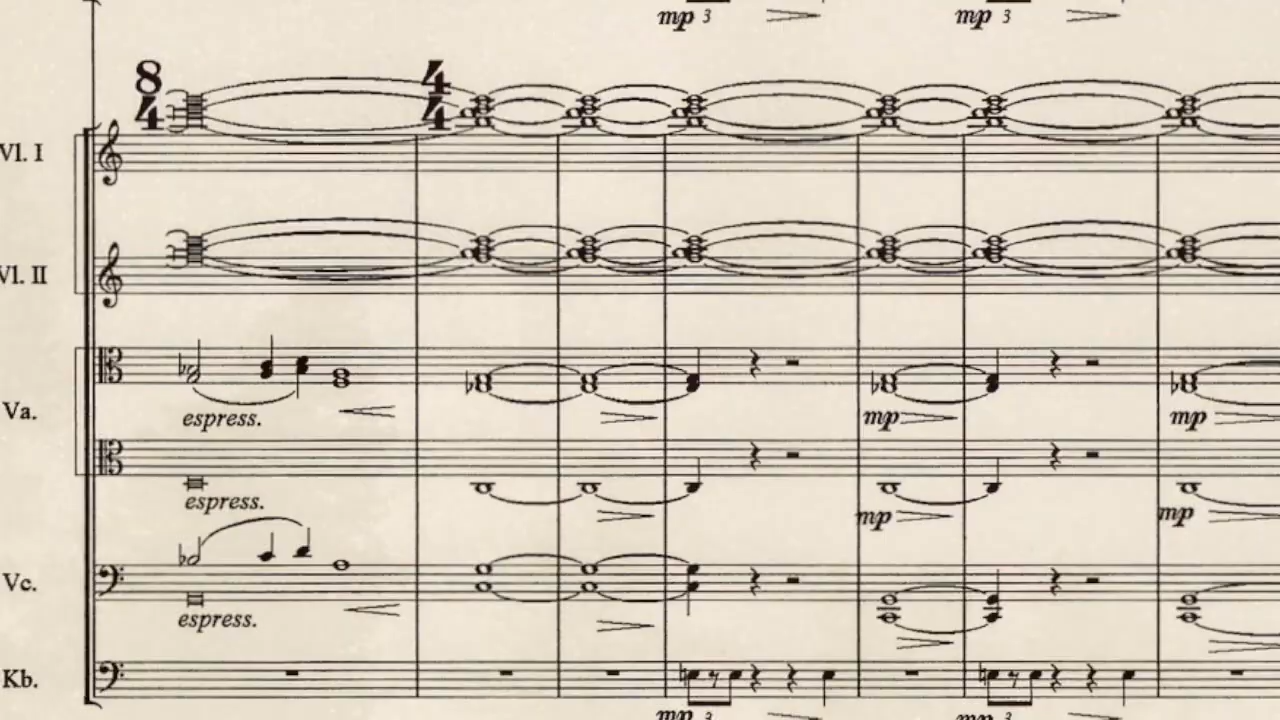 mp 3 mp 3
8 4
4 4
Vl. I
Vl. II
espress. mp mp
Va.
espress. mp mp
Vc.
espress.
Kb.
mp 3 mp 3